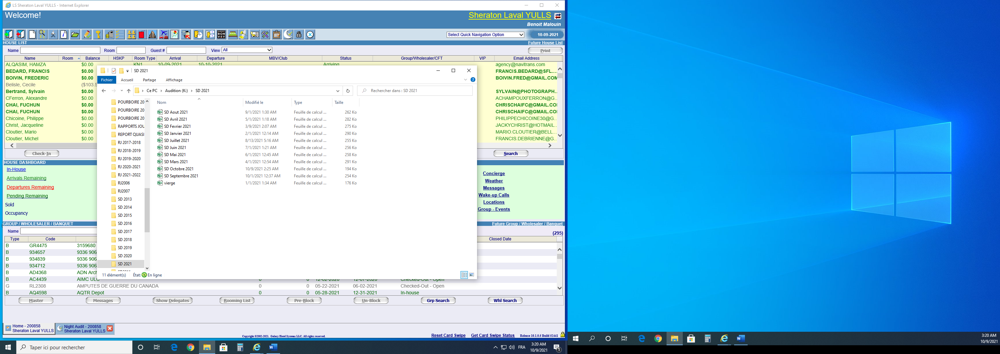 LS Sheraton Laval YULLS - Internet Explorer
Welcome!
Sheraton Laval YULLS
Benoit Malouin
Select Quick Navigation Option
10-09-2021
HOUSE LIST
Future House List
Name Room Guest # View All
Print
Name Room Balance HSKP Room Type Arrival Departure MBV/Club Status Group/Wholesaler/CFT VIP Email Address
ALQASIM, HAMZA $0.00 KN1 10-09-2021 10-10-2021 Arriving agency@navitrans.com
BEDARD, FRANCIS $0.00 FRANCIS.BEDARD@SFL....
BOIVIN, FREDERIC $0.00 BOIVIN.FRED@GMAIL.COM
Belisle, Cecile ($103.5
Bertrand, Sylvain $0.00 SYLVAIN@PHOTOGRAPH...
CFerron, Alexandre $0.00 ACHAMPOUXFERRON@G...
CHAI, FUCHUN $0.00 CHRISCHAIFC@GMAIL.CO
CHAI, FUCHUN $0.00 CHRISCHAIFC@GMAIL.CO
Chicoine, Philippe $0.00 PHILIPPECHICOINE30@G...
Christ, Jacqueline $0.00 JACKYCHRIST@HOTMAIL...
Cloutier, Mario $0.00 MARIO.CLOUTIER@BELL...
Cloutier, Michel $0.00 FRANCIS.DEBRIENNE@G...
Check-In
Search
HOUSE DASHBOARD
In-House
Arrivals Remaining
Departures Remaining
Pending Remaining
Sold
Occupancy
Concierge
Weather
Messages
Wake-up Calls
Locations
Group - Events
SD 2021
Fichier Accueil Partage Affichage
Ce PC > Audition (K:) > SD 2021
Rechercher dans : SD 2021
POURBOIRE 20
POURBOIRE 20
POURBOIRE 20
RAPPORTS JOU
REPORT QUASI
RJ 2017-2018
RJ 2018-2019
RJ 2019-2020
RJ 2020-2021
RJ 2021-2022
RJ2006
RJ2007
SD 2013
SD 2014
SD 2015
SD 2016
SD 2017
SD 2018
SD 2019
SD 2020
SD 2021
Nom Modifié le Type Taille
SD Aout 2021 9/1/2021 1:30 AM Feuille de calcul ... 262 Ko
SD Avril 2021 5/1/2021 1:18 AM Feuille de calcul ... 282 Ko
SD Fevrier 2021 3/9/2021 2:07 AM Feuille de calcul ... 275 Ko
SD Janvier 2021 2/1/2021 12:14 AM Feuille de calcul ... 290 Ko
SD Juillet 2021 8/13/2021 5:16 AM Feuille de calcul ... 255 Ko
SD Juin 2021 7/1/2021 1:21 AM Feuille de calcul ... 256 Ko
SD Mai 2021 6/1/2021 12:45 AM Feuille de calcul ... 258 Ko
SD Mars 2021 4/1/2021 12:54 AM Feuille de calcul ... 291 Ko
SD Octobre 2021 10/9/2021 2:25 AM Feuille de calcul ... 194 Ko
SD Septembre 2021 10/1/2021 12:37 AM Feuille de calcul ... 254 Ko
vierge 1/1/2021 1:34 AM Feuille de calcul ... 176 Ko
11 élément(s) État: En ligne
GROUP / WHOLESALER / BANQUET
Future Group / Wholesaler / Banquet
Name
(295)
Type Code Closed Date
B GR4475 3159680
B 934657 9336 906
B 934839 9336 906
B 934712 9336 906
B AD4368 ADN Arch
B AC4439 AIMC ULC 0 0 12-02-2020 12-07-2020 Checked-Out - Open
G RL2308 AMPUTES DE GUERRE DU CANADA 0 0 05-22-2021 06-02-2021 Checked-Out - Open
B AQ4598 AQTR Depot 0 0 05-28-2021 12-31-2021 In-house
Master Messages Show Delegates Rooming List Pre-Block Un-Block Grp Search Whl Search
Home - 200858
Sheraton Laval YULLS
Night Audit - 200858
Sheraton Laval YULLS
Copyright ©2002-2021. Galaxy Hotel Systems LLC. All rights reserved.
Reset Card Swipe Get Card Swipe Status Release 10.1.0.5 Build 52441
Taper ici pour rechercher
FRA
3:20 AM
10/9/2021
3:20 AM
10/9/2021